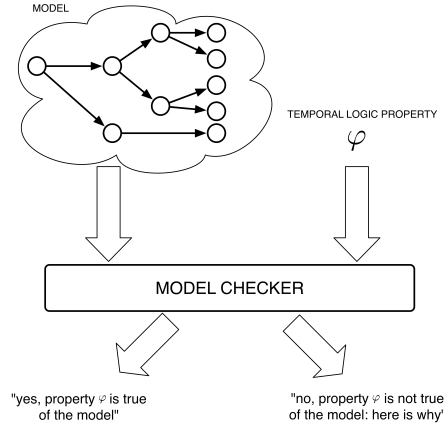 MODEL
TEMPORAL LOGIC PROPERTY
φ
MODEL CHECKER
"yes, property φ is true
of the model"
"no, property φ is not true
of the model: here is why'